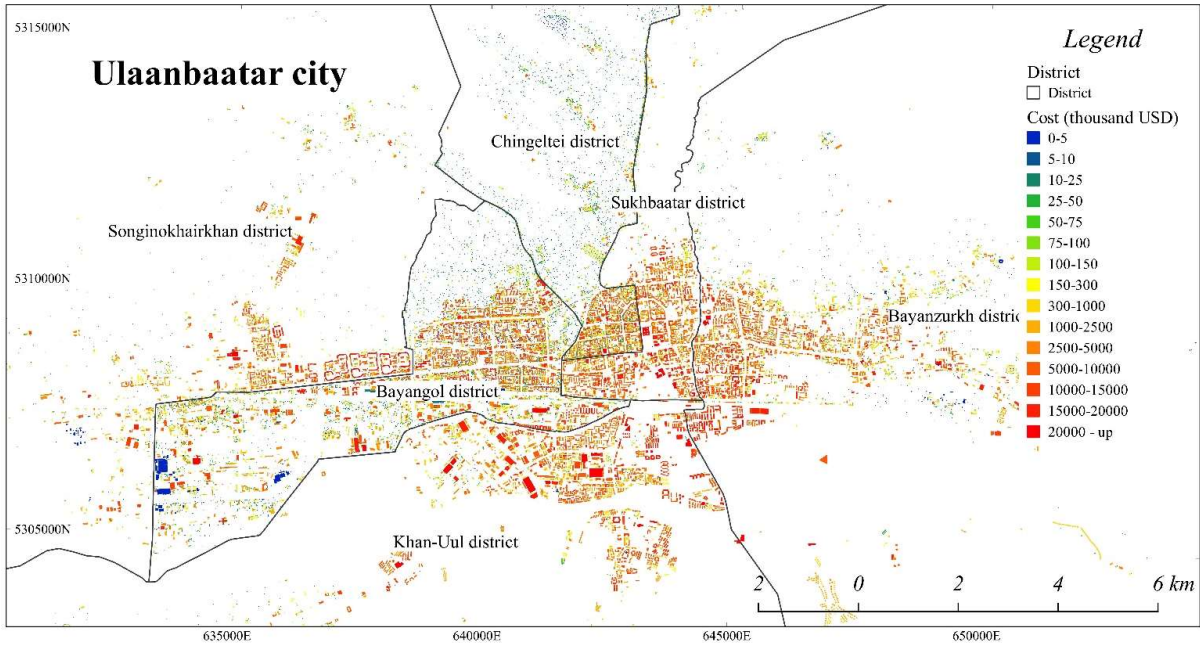 5315000N
Ulaanbaatar city
Legend
District
District
Cost (thousand USD)
0-5
5-10
10-25
25-50
50-75
75-100
100-150
150-300
300-1000
1000-2500
2500-5000
5000-10000
10000-15000
15000-20000
20000 - up
Chingeltei district
Sukhbaatar district
Songinokhairkhan district
5310000N
Bayanzurkh distric
Bayangol district
5305000N
Khan-Uul district
2 0 2 4 6 km
635000E 640000E 645000E 650000E